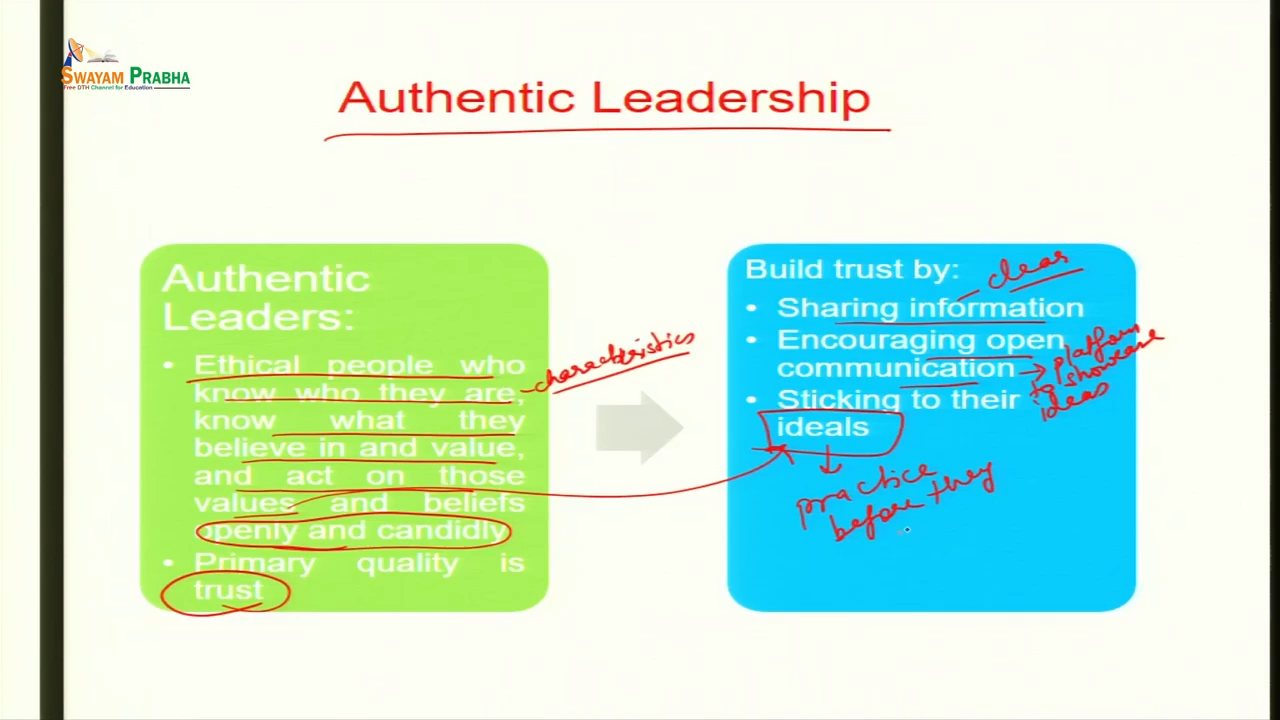 SWAYAM PRABHA
Free DTH Channel for Education
Authentic Leadership
Authentic
Leaders:
• Ethical people who
know who they are,
know what they
believe in and value,
and act on those
values and beliefs
openly and candidly
• Primary quality is
trust
characteristics
Build trust by:
clear
• Sharing information
• Encouraging open
communication
→ platform
to showcase
ideas
• Sticking to their
ideals
practice
before they